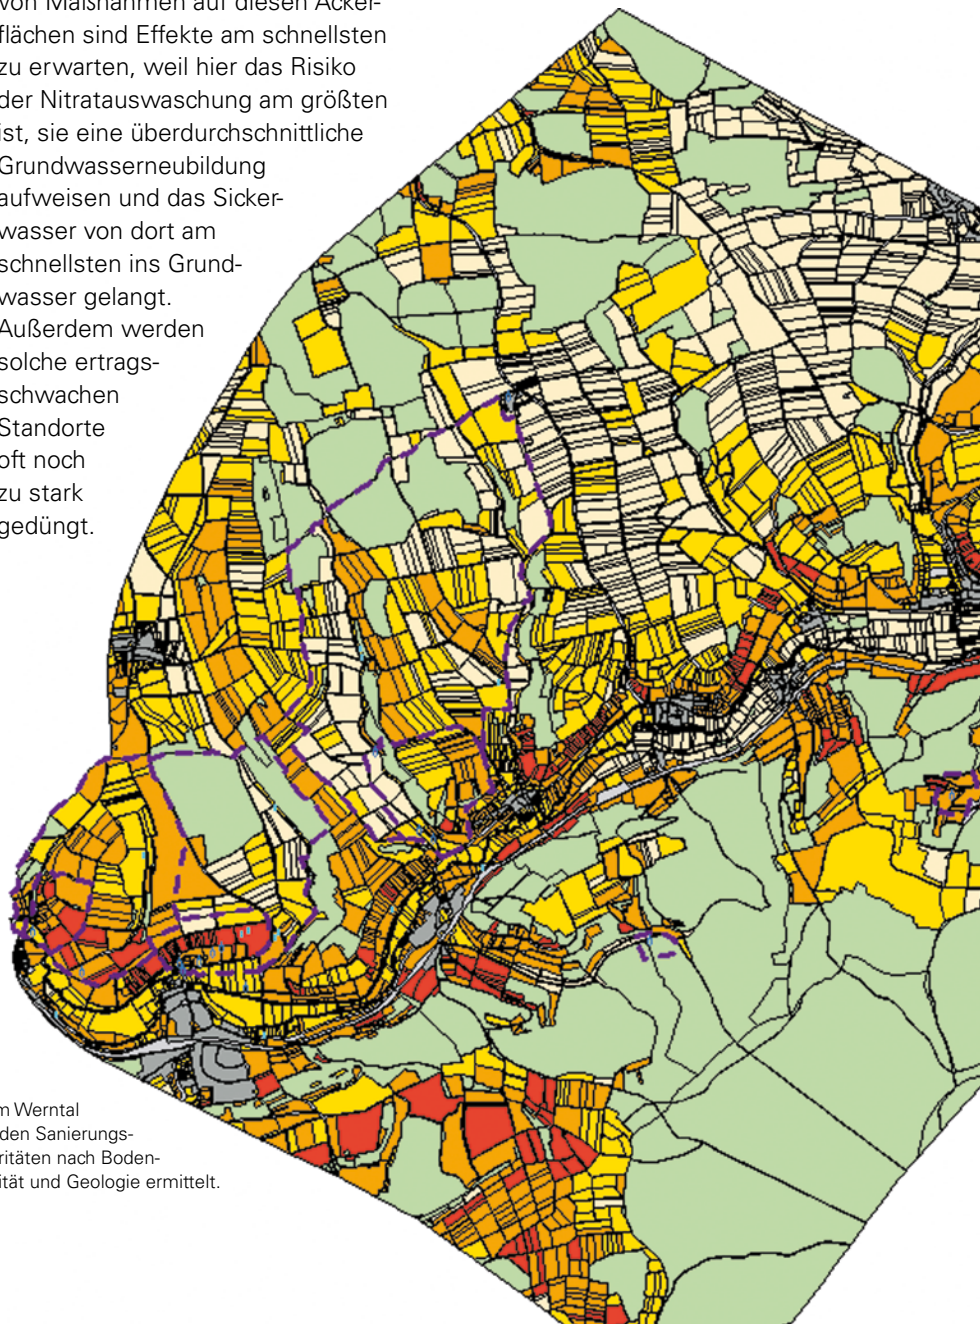 von Maßnahmen auf diesen Acker-
flächen sind Effekte am schnellsten
zu erwarten, weil hier das Risiko
der Nitratauswaschung am größten
ist, sie eine überdurchschnittliche
Grundwasserneubildung
aufweisen und das Sicker-
wasser von dort am
schnellsten ins Grund-
wasser gelangt.
Außerdem werden
solche ertrags-
schwachen
Standorte
oft noch
zu stark
gedüngt.
m Werntal
den Sanierungs-
ritäten nach Boden-
ität und Geologie ermittelt.